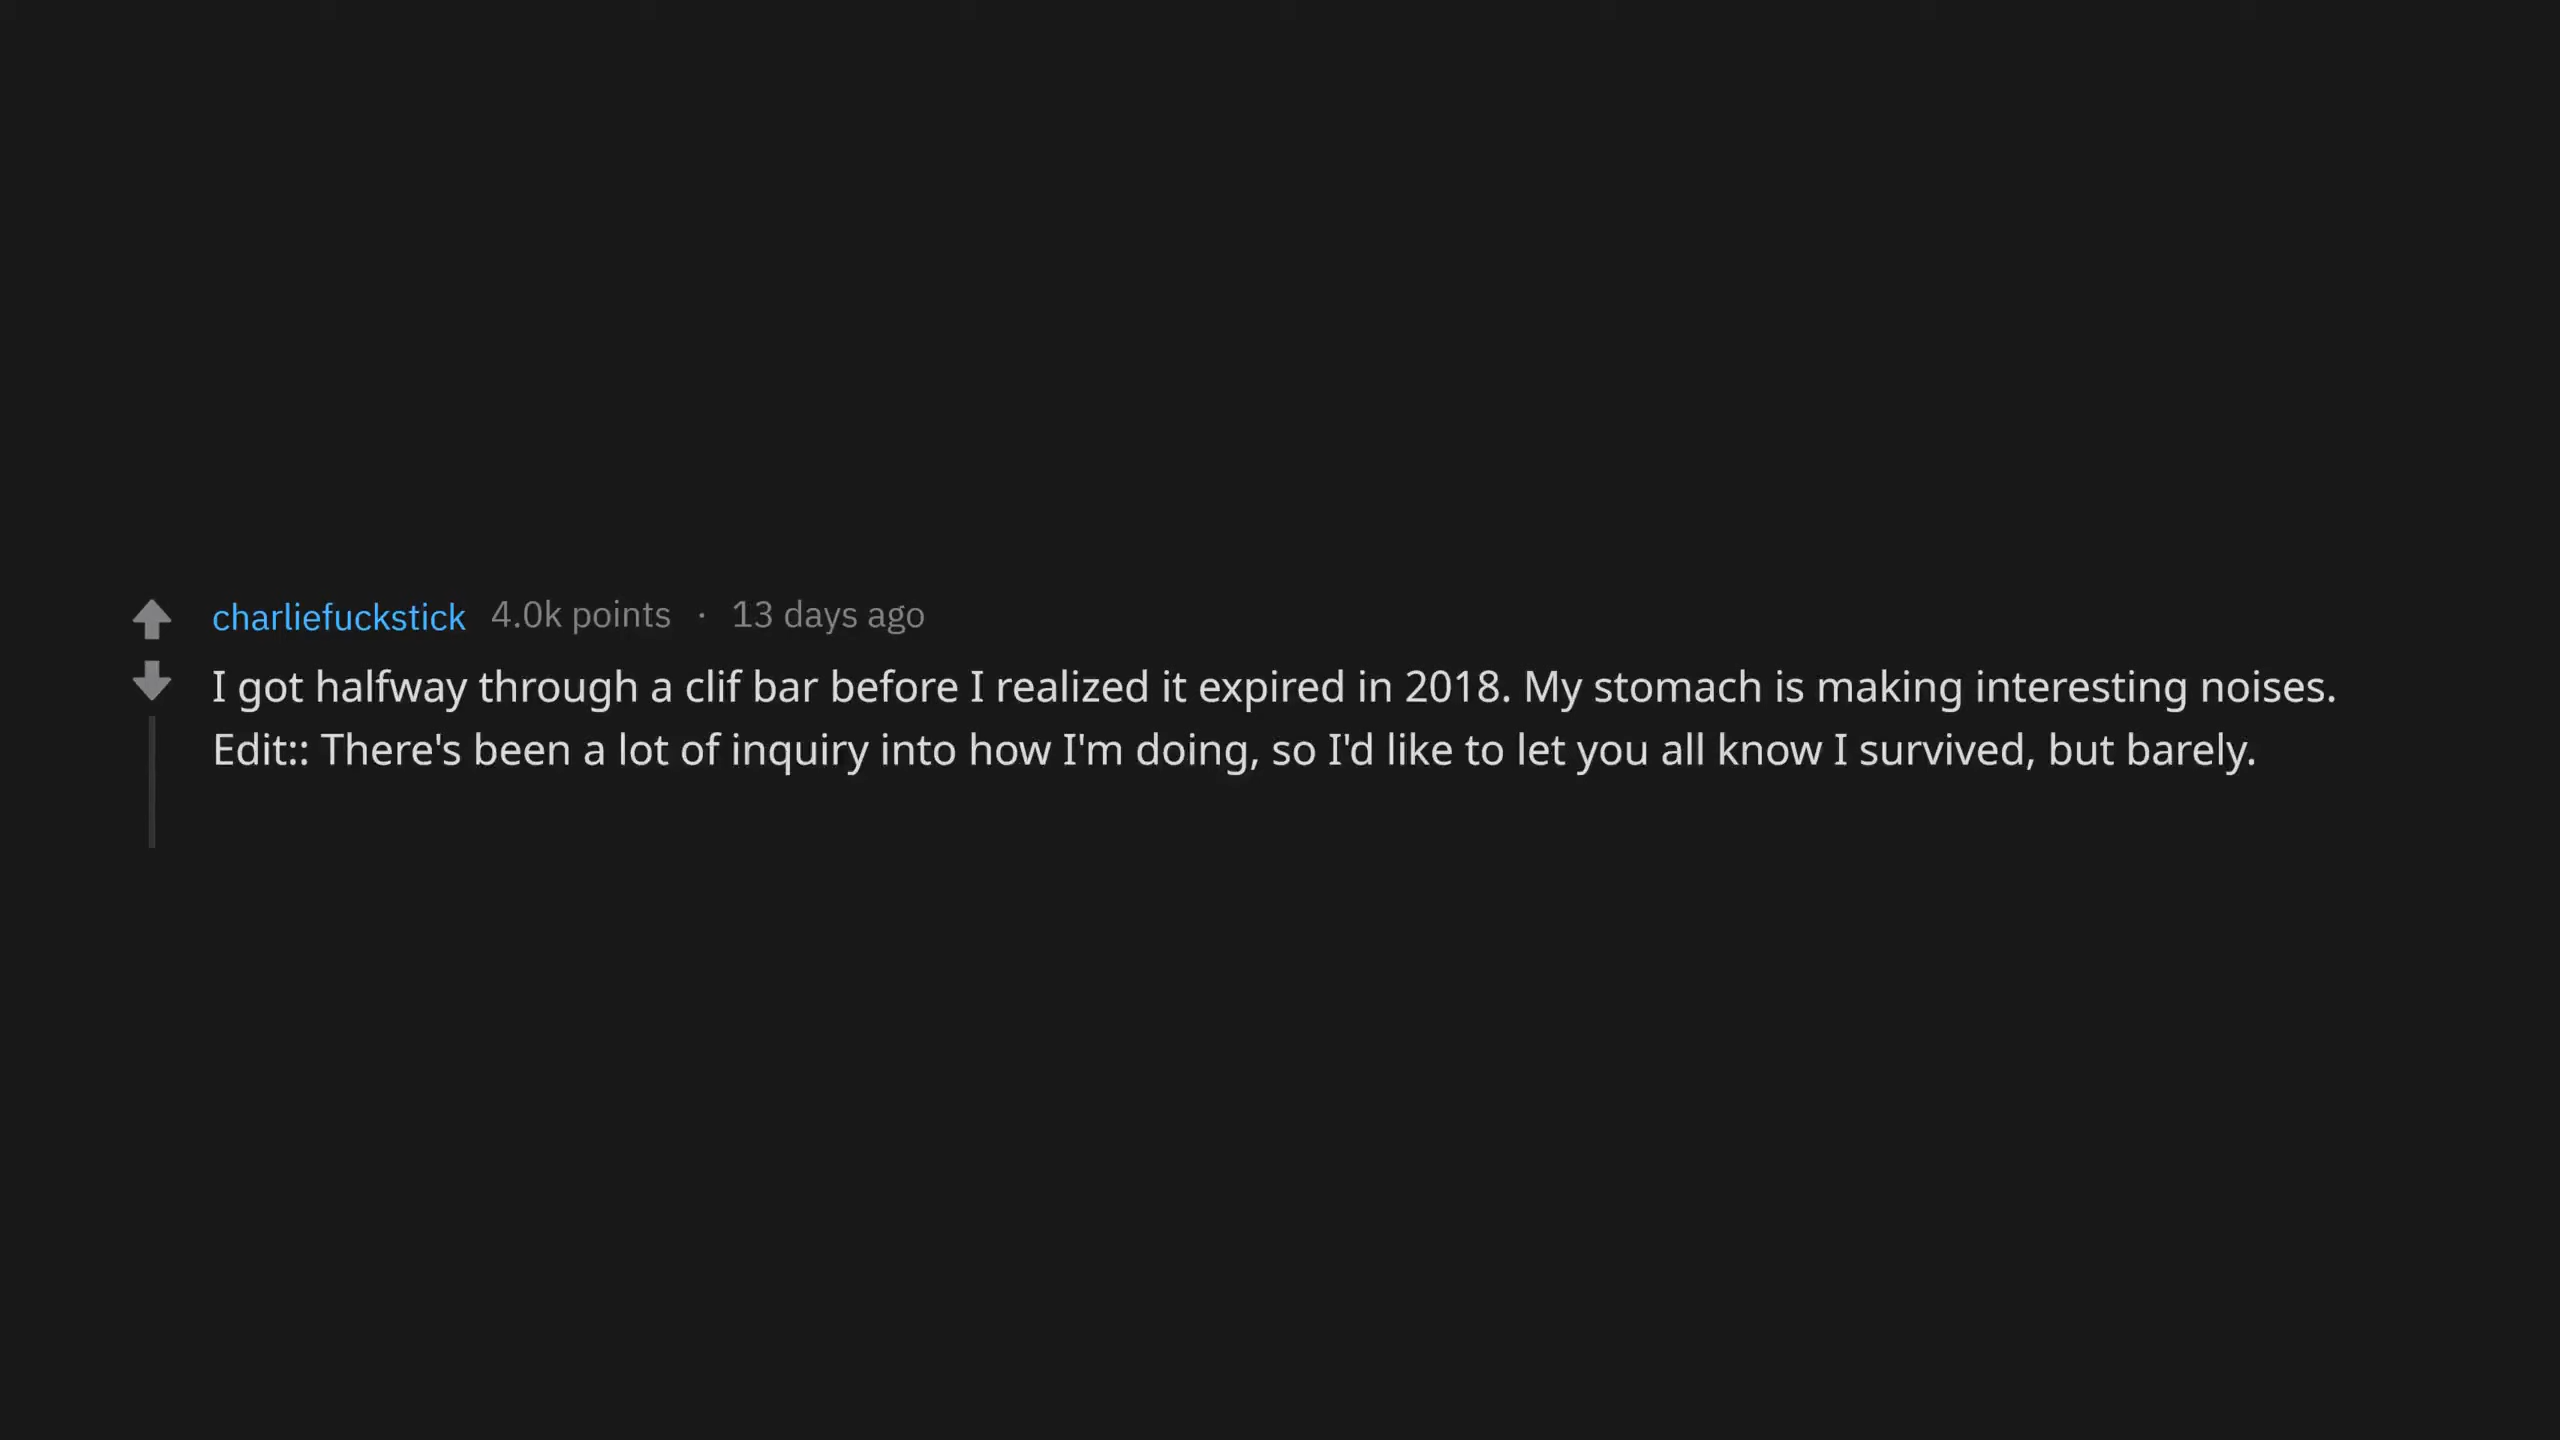 charliefuckstick 4.0k points · 13 days ago
I got halfway through a clif bar before I realized it expired in 2018. My stomach is making interesting noises.
Edit:: There's been a lot of inquiry into how I'm doing, so I'd like to let you all know I survived, but barely.